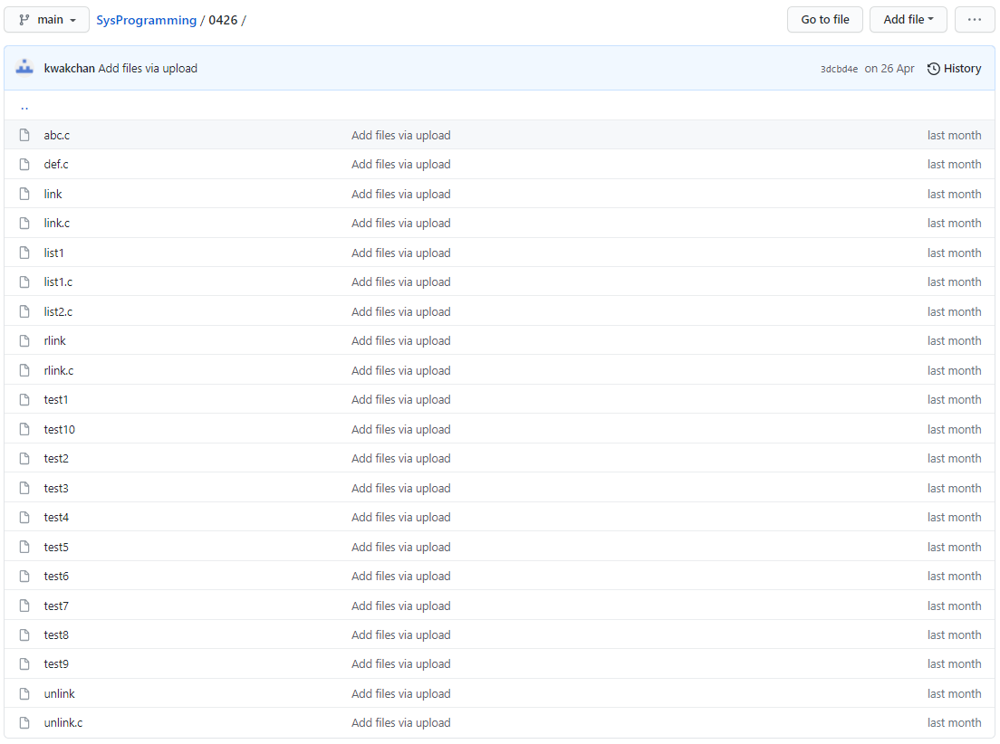 main SysProgramming / 0426 / Go to file Add file ...
kwakchan Add files via upload 3dcbd4e on 26 Apr History
..
abc.c Add files via upload last month
def.c Add files via upload last month
link Add files via upload last month
link.c Add files via upload last month
list1 Add files via upload last month
list1.c Add files via upload last month
list2.c Add files via upload last month
rlink Add files via upload last month
rlink.c Add files via upload last month
test1 Add files via upload last month
test10 Add files via upload last month
test2 Add files via upload last month
test3 Add files via upload last month
test4 Add files via upload last month
test5 Add files via upload last month
test6 Add files via upload last month
test7 Add files via upload last month
test8 Add files via upload last month
test9 Add files via upload last month
unlink Add files via upload last month
unlink.c Add files via upload last month